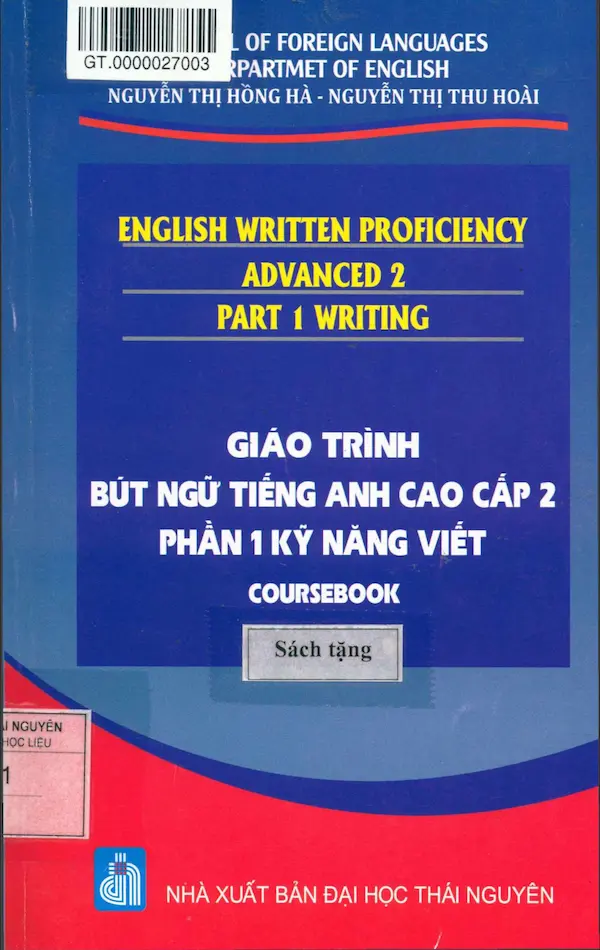 GT.0000027003
L OF FOREIGN LANGUAGES
RPARTMET OF ENGLISH
NGUYỄN THỊ HỒNG HÀ - NGUYỄN THỊ THU HOÀI
ENGLISH WRITTEN PROFICIENCY
ADVANCED 2
PART 1 WRITING
GIÁO TRÌNH
BÚT NGỮ TIẾNG ANH CAO CẤP 2
PHẦN 1 KỸ NĂNG VIẾT
COURSEBOOK
Sách tặng
ÁI NGUYÊN
HỌC LIỆU
1
NHÀ XUẤT BẢN ĐẠI HỌC THÁI NGUYÊN